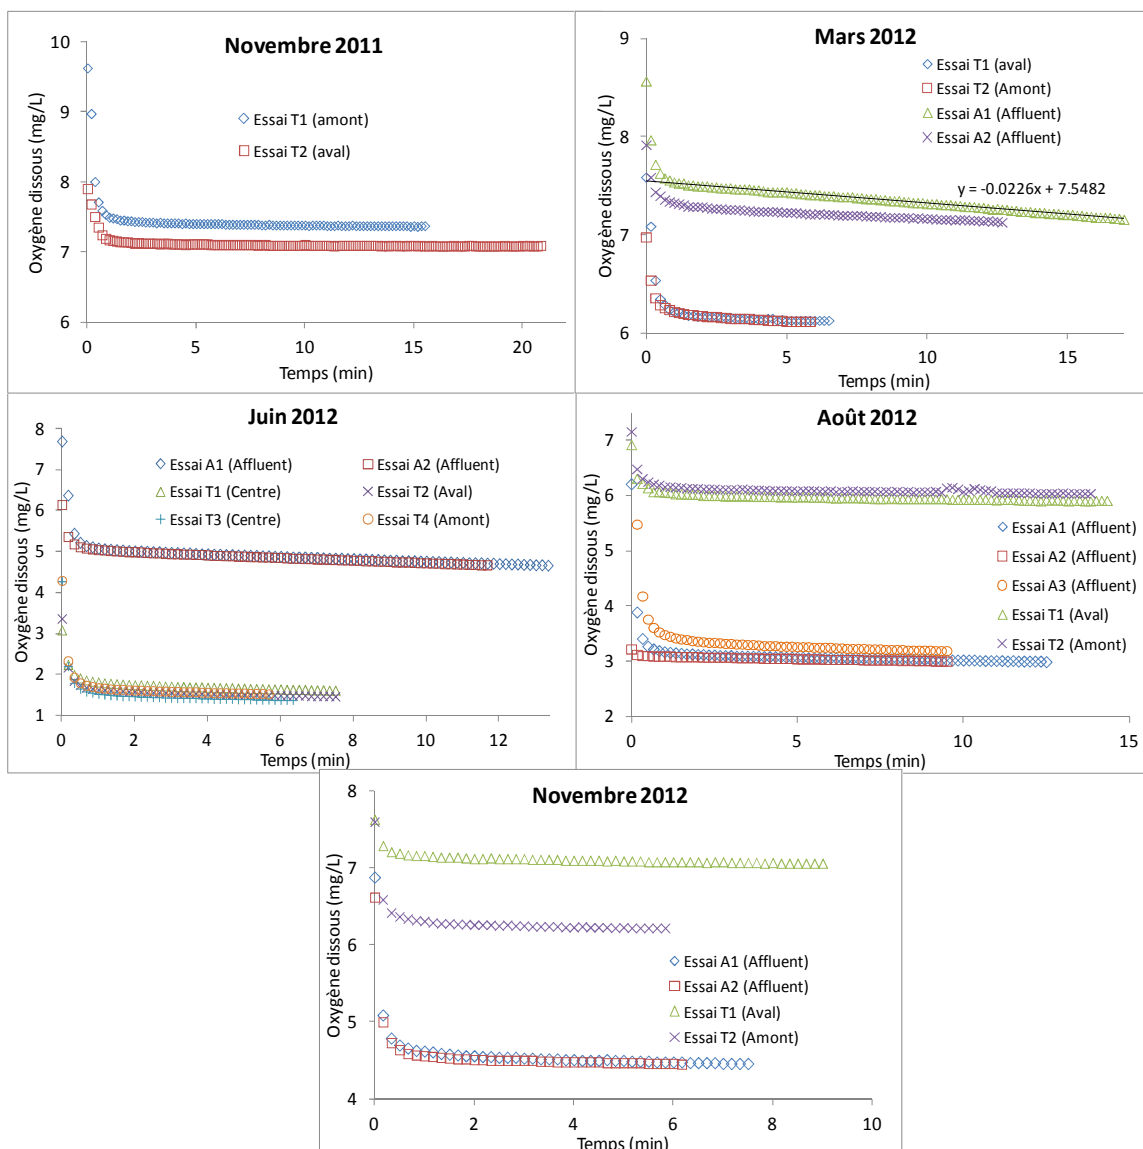 Novembre 2011
Oxygène dissous (mg/L)
10
9
8
7
6
Essai T1 (amont)
Essai T2 (aval)
0
5
10
15
20
Temps (min)
Mars 2012
Oxygène dissous (mg/L)
9
8
7
6
Essai T1 (aval)
Essai T2 (Amont)
Essai A1 (Affluent)
Essai A2 (Affluent)
y = -0.0226x + 7.5482
0
5
10
15
Temps (min)
Juin 2012
Oxygène dissous (mg/L)
8
7
6
5
4
3
2
1
Essai A1 (Affluent)
Essai A2 (Affluent)
Essai T1 (Centre)
Essai T2 (Aval)
Essai T3 (Centre)
Essai T4 (Amont)
0
2
4
6
8
10
12
Temps (min)
Août 2012
Oxygène dissous (mg/L)
7
6
5
4
3
2
Essai A1 (Affluent)
Essai A2 (Affluent)
Essai A3 (Affluent)
Essai T1 (Aval)
Essai T2 (Amont)
0
5
10
15
Temps (min)
Novembre 2012
Oxygène dissous (mg/L)
8
7
6
5
4
Essai A1 (Affluent)
Essai A2 (Affluent)
Essai T1 (Aval)
Essai T2 (Amont)
0
2
4
6
8
10
Temps (min)